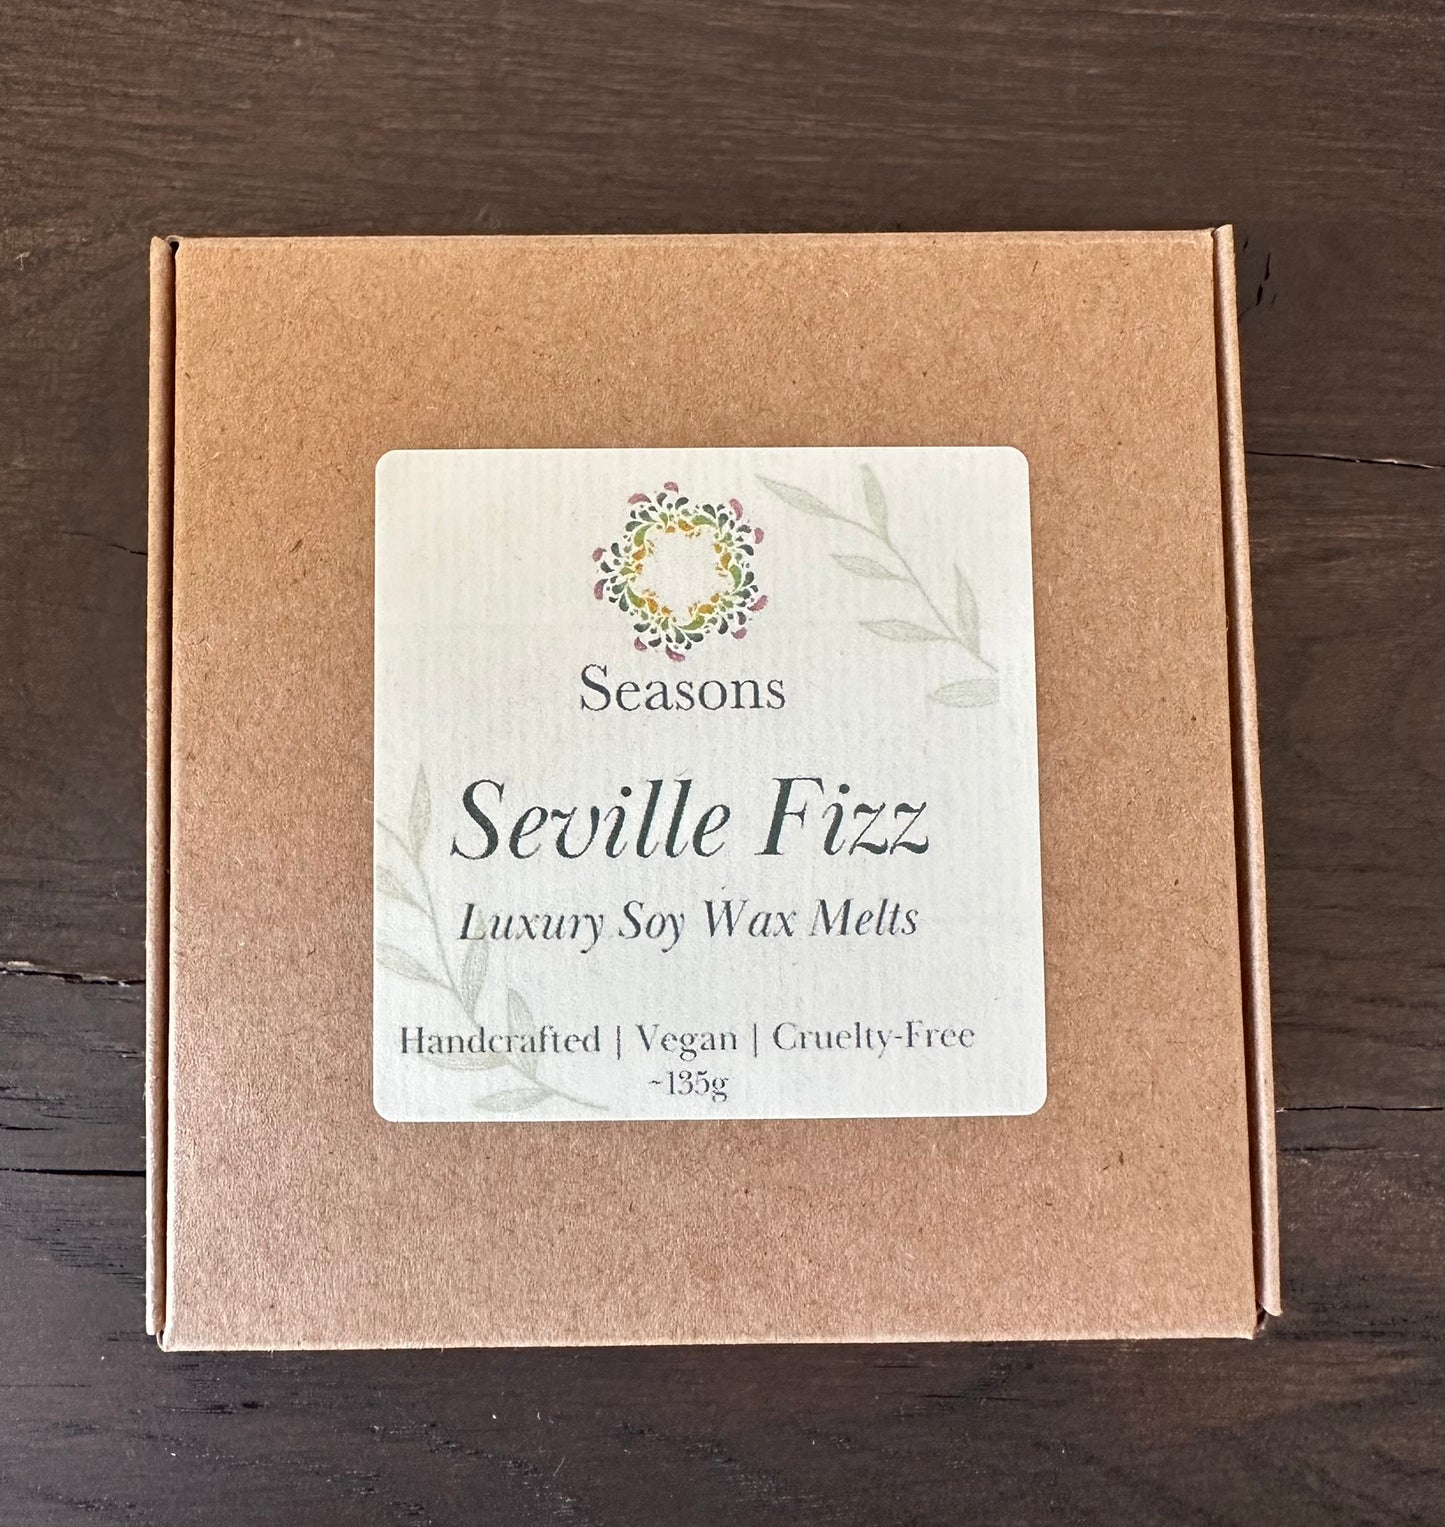 Seasons
Seville Fizz
Luxury Soy Wax Melts
Handcrafted | Vegan | Cruelty-Free
~135g